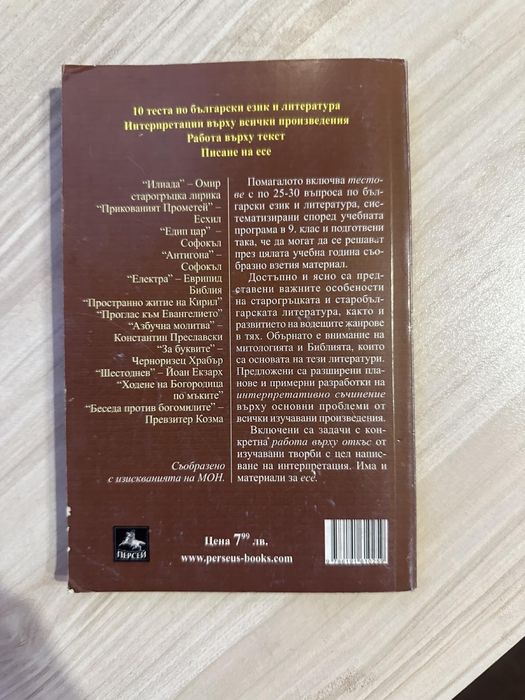 10 теста по български език и литература
Интерпретации върху всички произведения
Работа върху текст
Писане на есе
"Илиада" – Омир
старогръцка лирика
"Прикованият Прометей" –
Есхил
"Едип цар" –
Софокъл
"Антигона" –
Софокъл
"Електра" – Еврипид
Библия
"Пространно житие на Кирил"
"Проглас към Евангелието"
"Азбучна молитва" –
Константин Преславски
"За буквите" –
Черноризец Храбър
"Шестоднев" – Йоан Екзарх
"Ходене на Богородица
по мъките"
"Беседа против богомилите" –
Презвитер Козма
Съобразено
с изискванията на МОН.
Помагалото включва тесто-
ве с по 25-30 въпроса по бъл-
гарски език и литература, сис-
тематизирани според учебната
програма в 9. клас и подготвени
така, че да могат да се решават
през цялата учебна година съо-
бразно взетия материал.
Достъпно и ясно са пред-
ставени важните особености
на старогръцката и старобъл-
гарската литература, както и
развитието на водещите жанрове
в тях. Обърнато е внимание на
митологията и Библията, които
са основата на тези литератури.
Предложени са разширени пла-
нове и примерни разработки на
интерпретативно съчинение
върху основни проблеми от
всички изучавани произведения.
Включени са задачи с кон-
кретна работа върху откъс от
изучавани творби с цел напис-
ване на интерпретация. Има и
материали за есе.
ПЕРСЕЙ
Цена 7⁹⁹ лв.
www.perseus-books.com